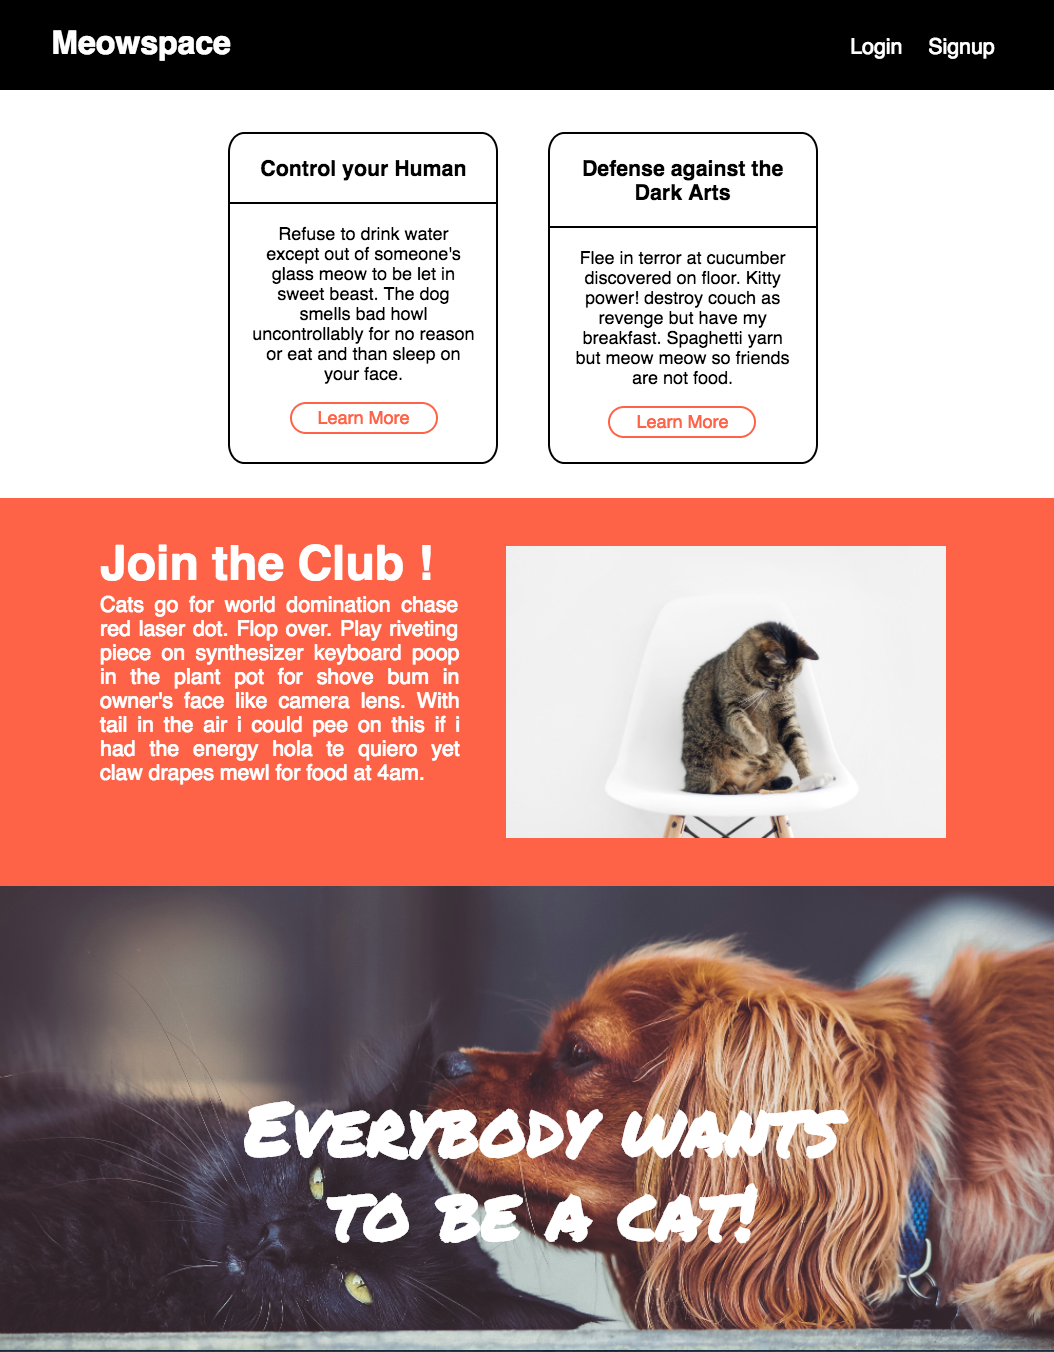 Meowspace
Login Signup
Control your Human
Refuse to drink water
except out of someone's
glass meow to be let in
sweet beast. The dog
smells bad howl
uncontrollably for no reason
or eat and than sleep on
your face.
Learn More
Defense against the
Dark Arts
Flee in terror at cucumber
discovered on floor. Kitty
power! destroy couch as
revenge but have my
breakfast. Spaghetti yarn
but meow meow so friends
are not food.
Learn More
Join the Club !
Cats go for world domination chase
red laser dot. Flop over. Play riveting
piece on synthesizer keyboard poop
in the plant pot for shove bum in
owner's face like camera lens. With
tail in the air i could pee on this if i
had the energy hola te quiero yet
claw drapes mewl for food at 4am.
Everybody wants
to be a cat!